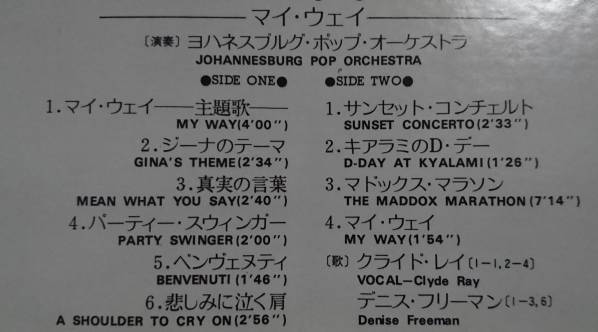 マイ・ウェイ
〔演奏〕ヨハネスブルグ・ポップ・オーケストラ
JOHANNESBURG POP ORCHESTRA
●SIDE ONE●
1.マイ・ウェイ——主題歌——
MY WAY(4'00")
2.ジーナのテーマ
GINA'S THEME(2'34")
3.真実の言葉
MEAN WHAT YOU SAY(2'40")
4.パーティー・スウィンガー
PARTY SWINGER(2'00")
5.ベンヴェヌティ
BENVENUTI(1'46")
6.悲しみに泣く肩
A SHOULDER TO CRY ON(2'56")
●SIDE TWO●
1.サンセット・コンチェルト
SUNSET CONCERTO(2'33")
2.キアラミのD・デー
D-DAY AT KYALAMI(1'26")
3.マドックス・マラソン
THE MADDOX MARATHON(7'14")
4.マイ・ウェイ
MY WAY(1'54")
〔歌〕クライド・レイ〔1-1,2-4〕
VOCAL—Clyde Ray
デニス・フリーマン〔1-3,6〕
Denise Freeman